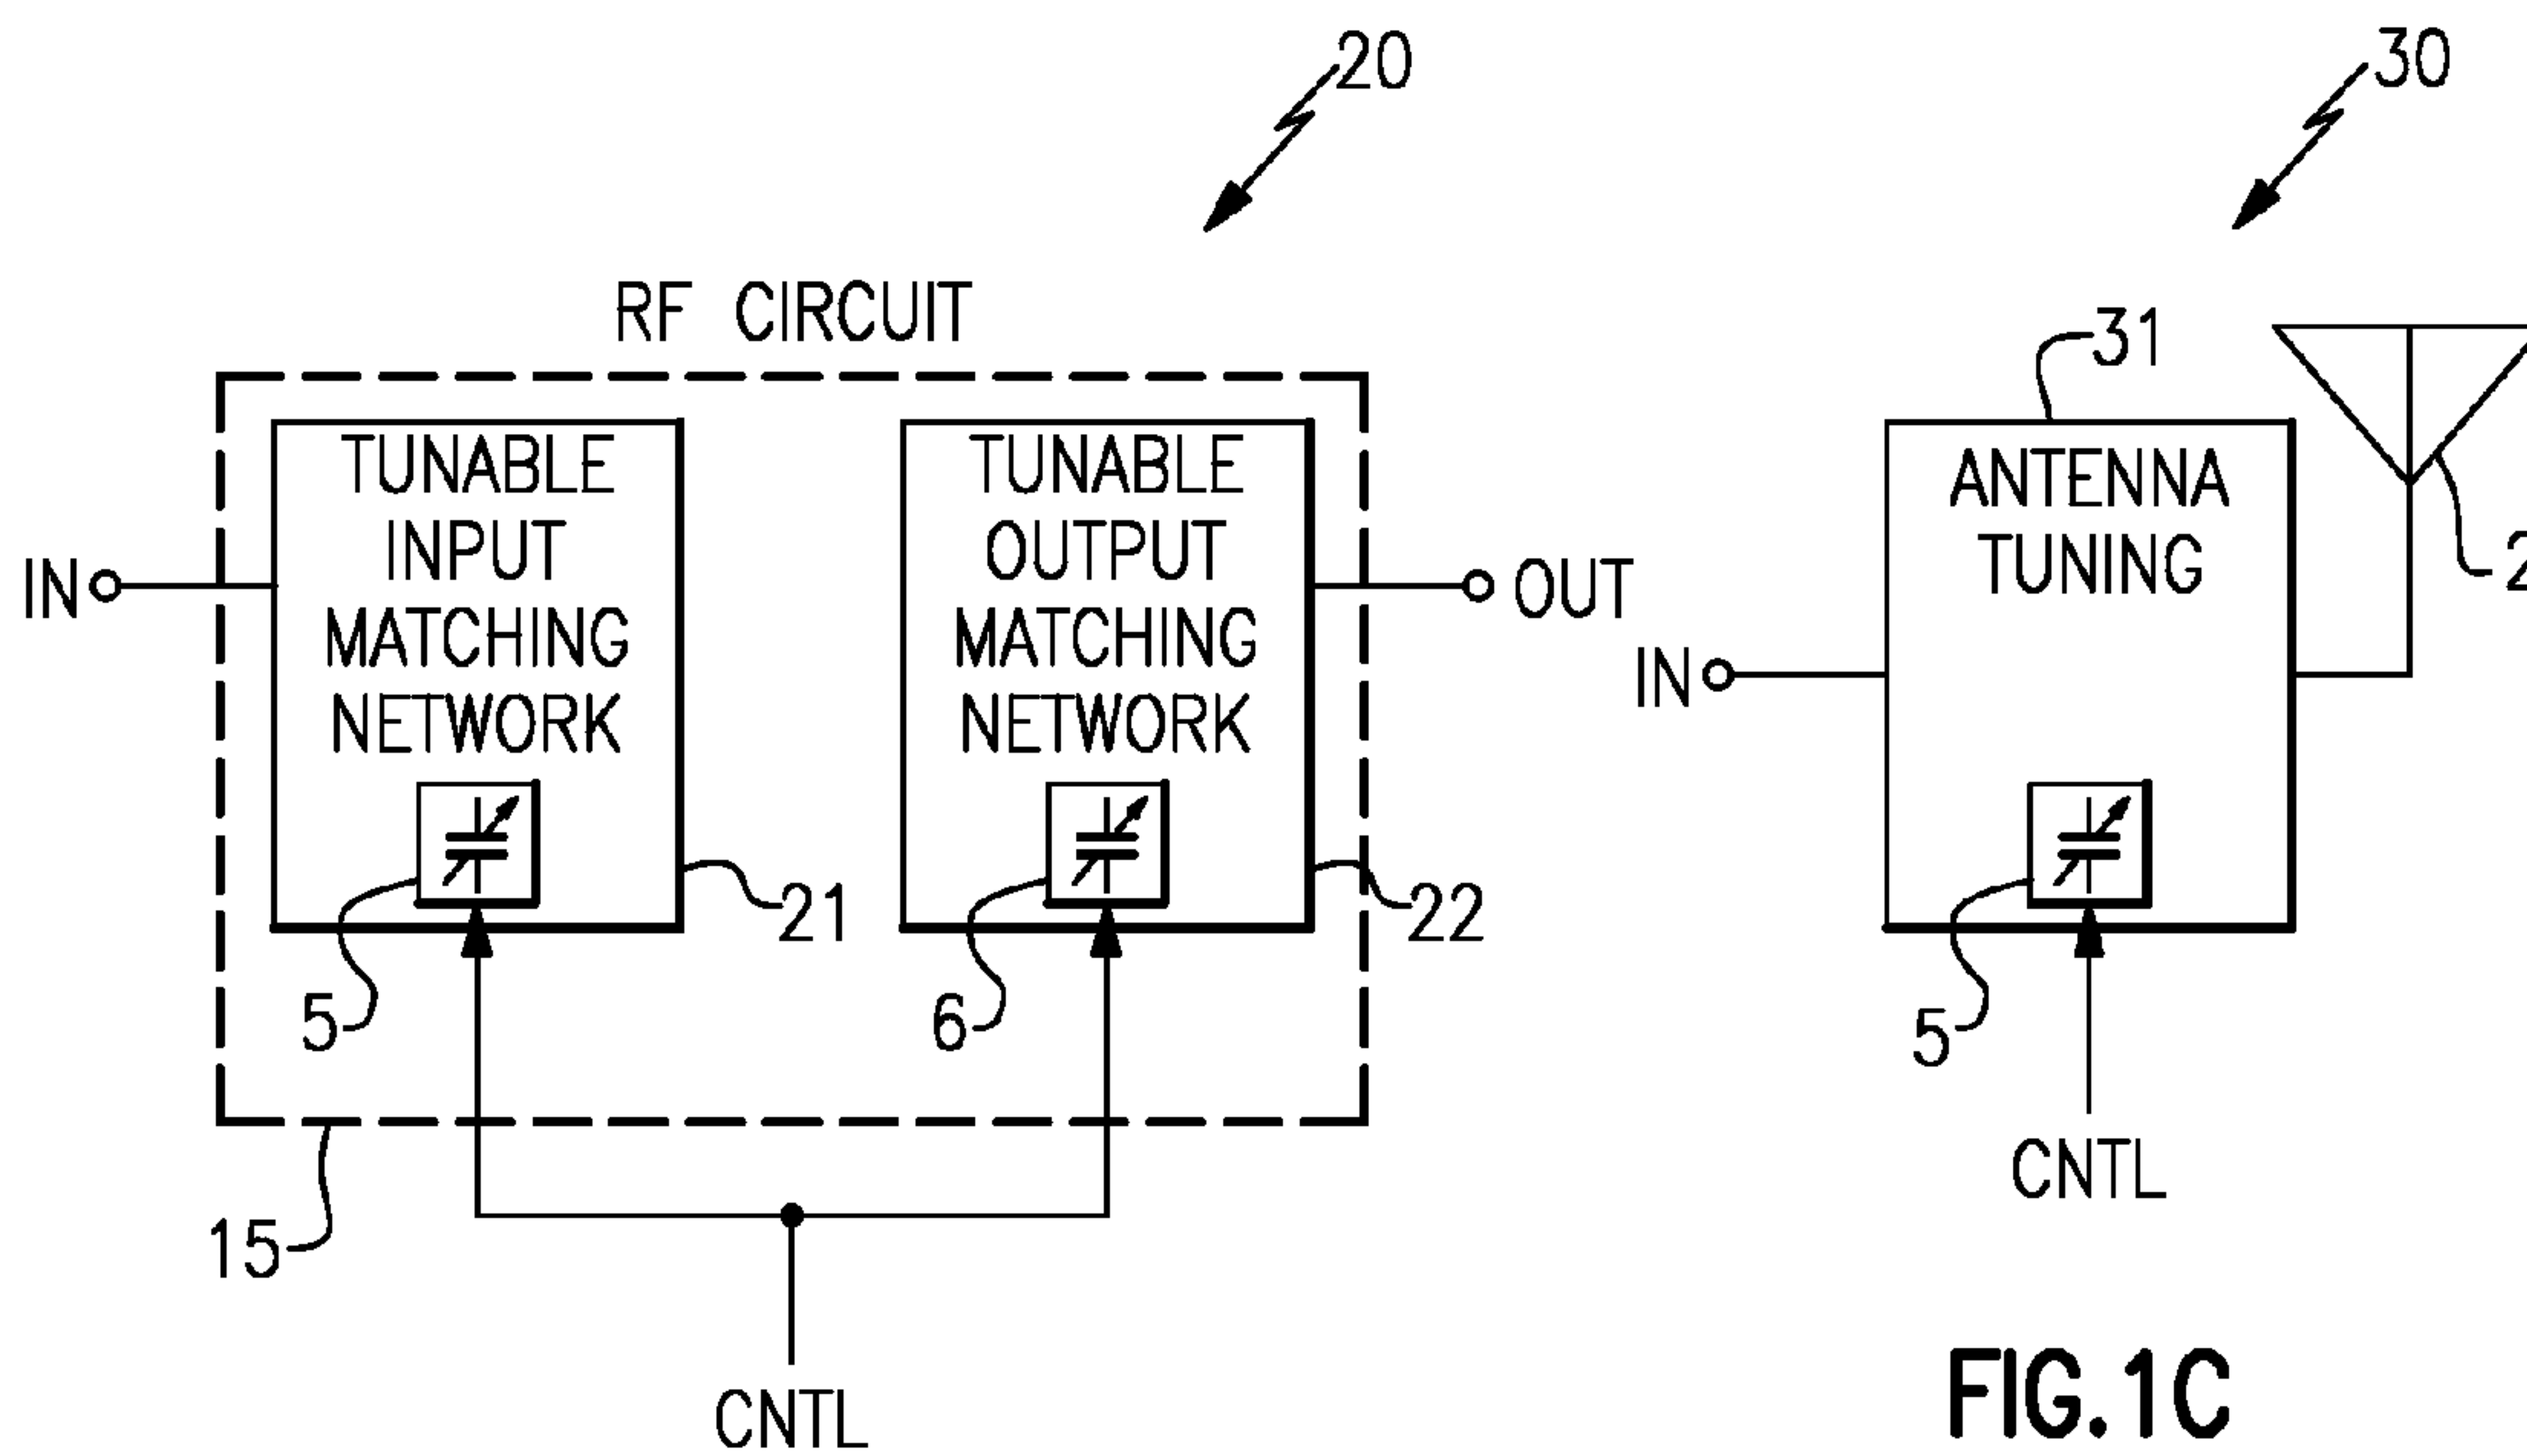 20
RF CIRCUIT
TUNABLE
INPUT
MATCHING
NETWORK
TUNABLE
OUTPUT
MATCHING
NETWORK
IN
OUT
5
21
6
22
15
CNTL
30
31
ANTENNA
TUNING
IN
2
5
CNTL
FIG.1C